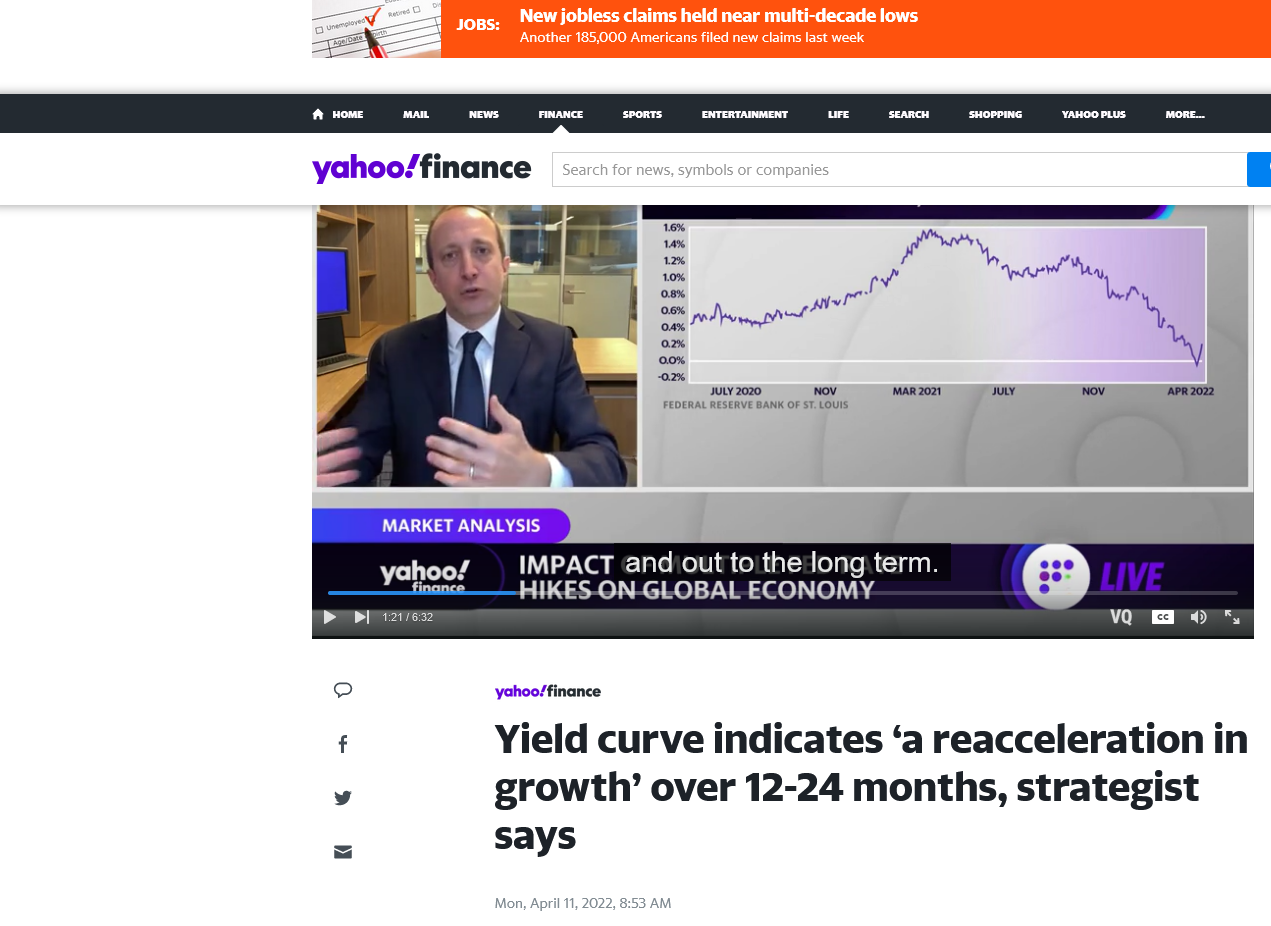 Unemployed
Retired
Age/Date of Birth
JOBS:
New jobless claims held near multi-decade lows
Another 185,000 Americans filed new claims last week
HOME MAIL NEWS FINANCE SPORTS ENTERTAINMENT LIFE SEARCH SHOPPING YAHOO PLUS MORE...
yahoo!finance
Search for news, symbols or companies
1.6%
1.4%
1.2%
1.0%
0.8%
0.6%
0.4%
0.2%
0.0%
-0.2%
JULY 2020 NOV MAR 2021 JULY NOV APR 2022
FEDERAL RESERVE BANK OF ST. LOUIS
MARKET ANALYSIS
yahoo!
finance
IMPACT
and out to the long term.
HIKES ON GLOBAL ECONOMY
LIVE
1:21 / 6:32
VQ
CC
yahoo!finance
Yield curve indicates ‘a reacceleration in
growth’ over 12-24 months, strategist
says
Mon, April 11, 2022, 8:53 AM